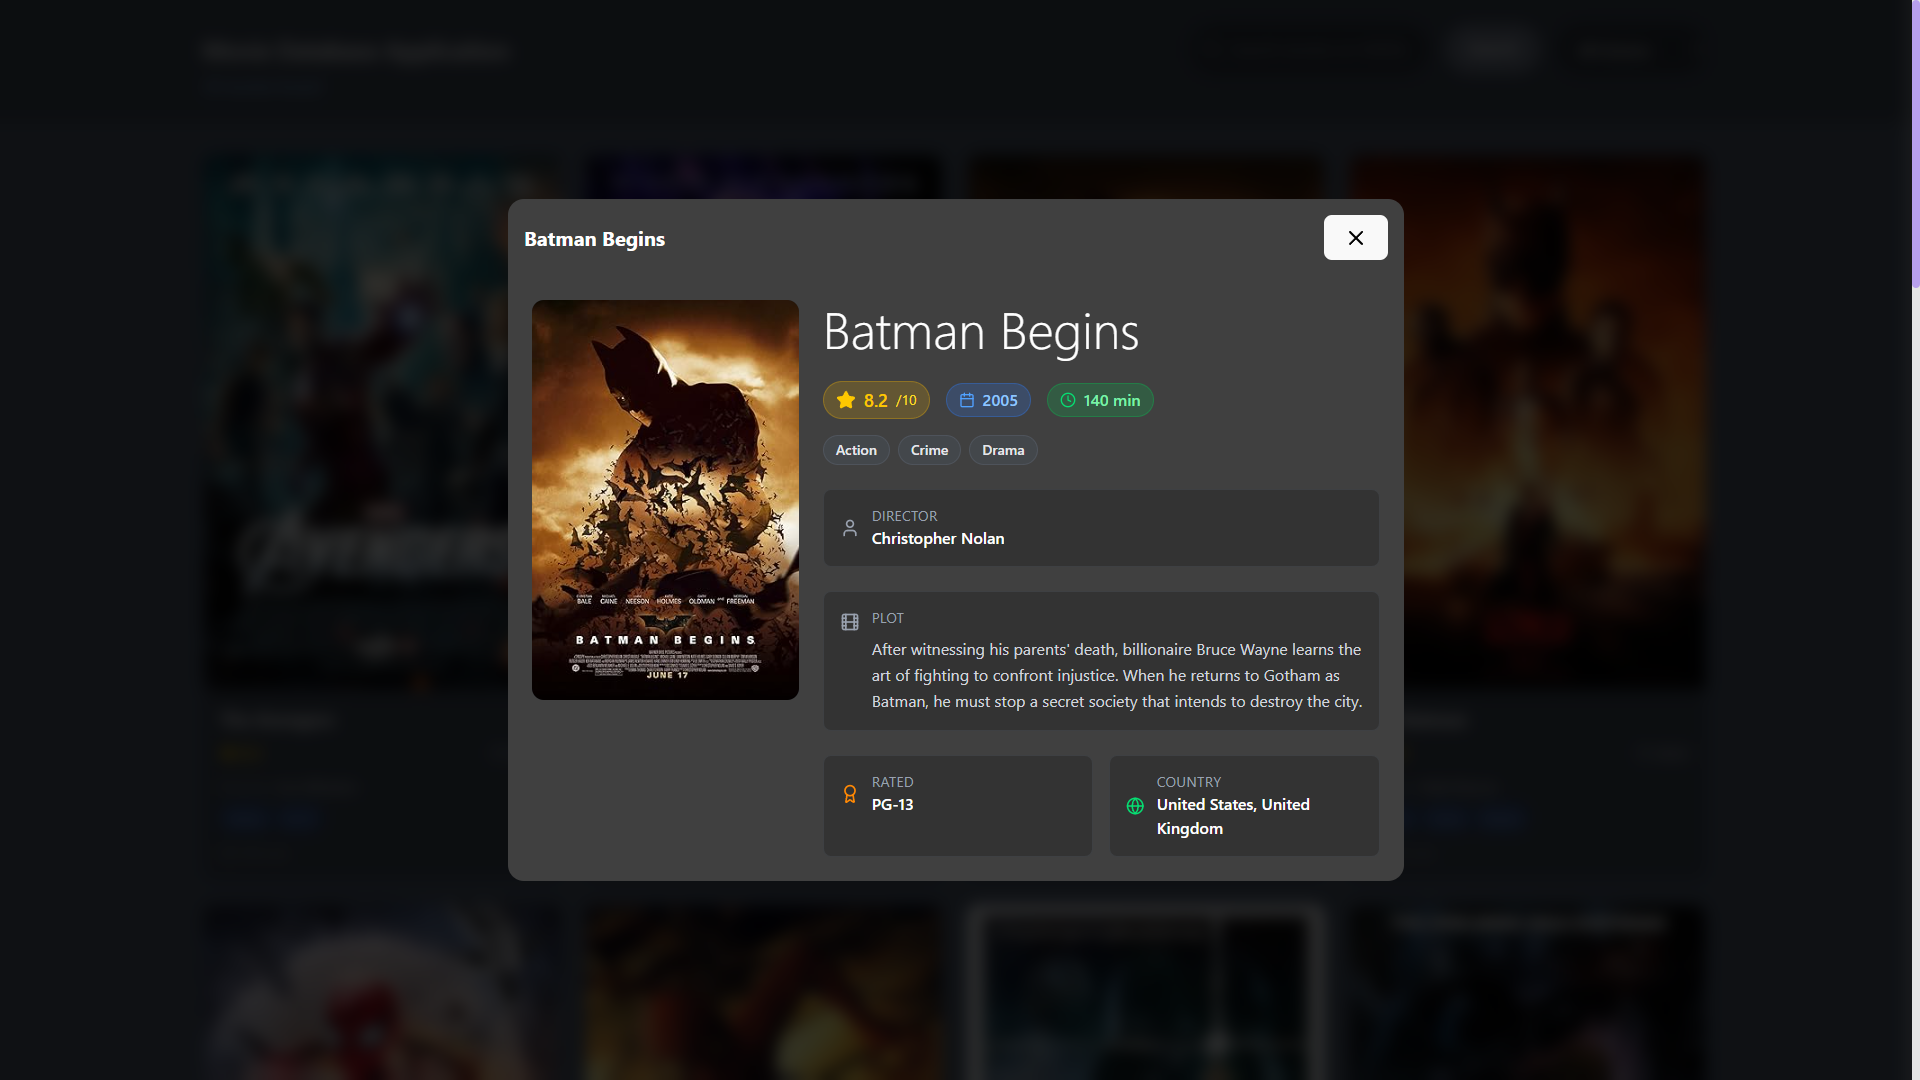 Batman Begins
BALE CAINE NEESON HOLMES OLDMAN and FREEMAN
BATMAN BEGINS
JUNE 17
Batman Begins
8.2 /10
2005
140 min
Action
Crime
Drama
DIRECTOR
Christopher Nolan
PLOT
After witnessing his parents' death, billionaire Bruce Wayne learns the
art of fighting to confront injustice. When he returns to Gotham as
Batman, he must stop a secret society that intends to destroy the city.
RATED
PG-13
COUNTRY
United States, United
Kingdom